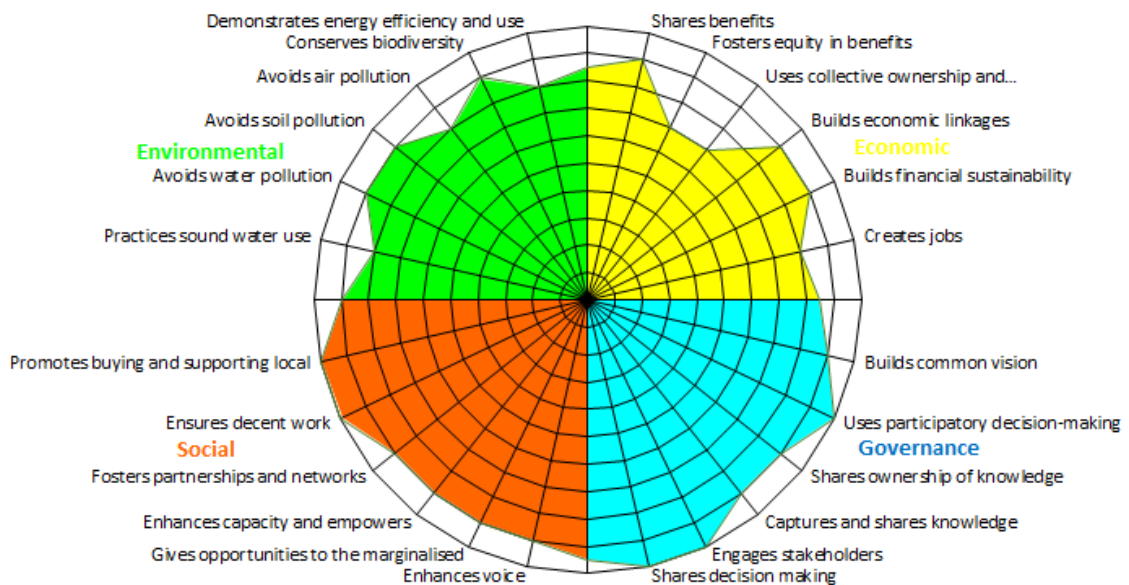 Demonstrates energy efficiency and use
Shares benefits
Conserves biodiversity
Fosters equity in benefits
Avoids air pollution
Uses collective ownership and...
Avoids soil pollution
Builds economic linkages
Environmental
Economic
Avoids water pollution
Builds financial sustainability
Practices sound water use
Creates jobs
Promotes buying and supporting local
Builds common vision
Ensures decent work
Uses participatory decision-making
Social
Governance
Fosters partnerships and networks
Shares ownership of knowledge
Enhances capacity and empowers
Captures and shares knowledge
Gives opportunities to the marginalised
Engages stakeholders
Enhances voice
Shares decision making